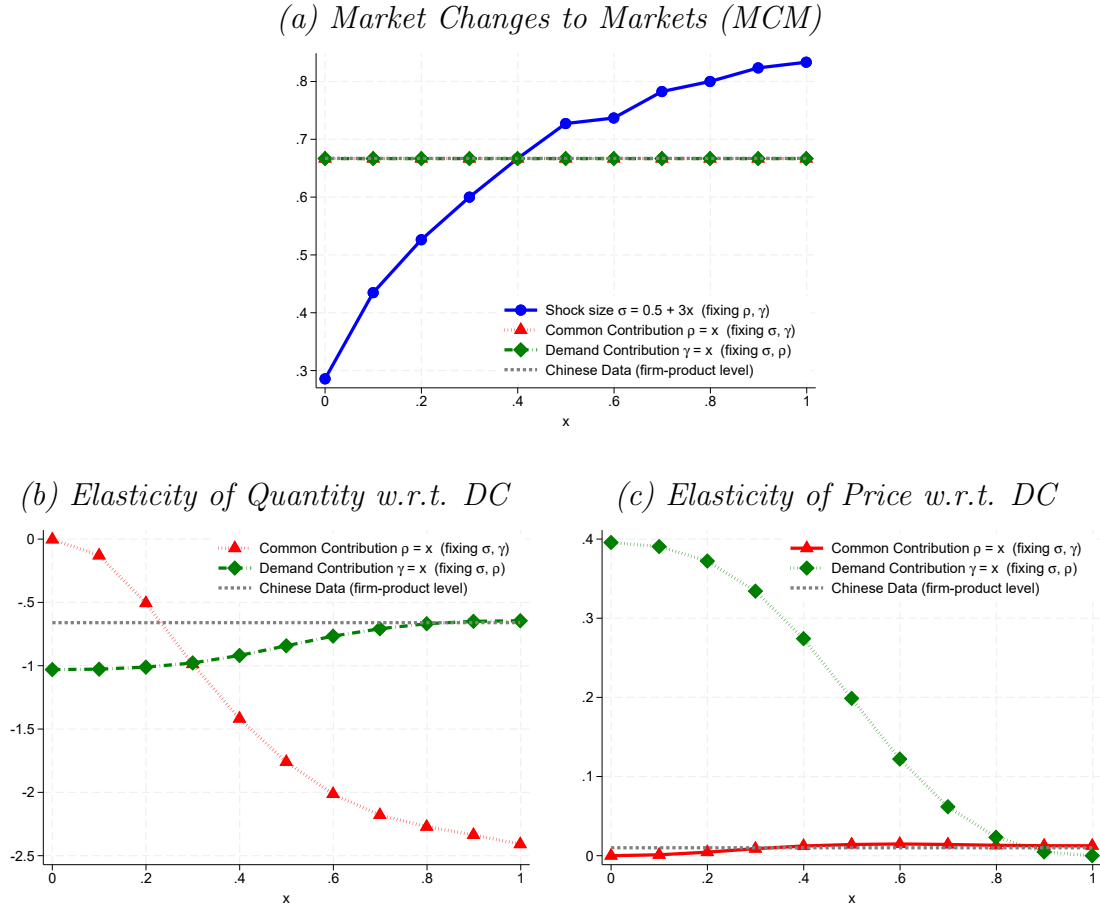 (a) Market Changes to Markets (MCM)
.8
.7
.6
.5
.4
.3
Shock size σ = 0.5 + 3x (fixing ρ, γ)
Common Contribution ρ = x (fixing σ, γ)
Demand Contribution γ = x (fixing σ, ρ)
Chinese Data (firm-product level)
0 .2 .4 .6 .8 1
x
(b) Elasticity of Quantity w.r.t. DC
0
-.5
-1
-1.5
-2
-2.5
Common Contribution ρ = x (fixing σ, γ)
Demand Contribution γ = x (fixing σ, ρ)
Chinese Data (firm-product level)
0 .2 .4 .6 .8 1
x
(c) Elasticity of Price w.r.t. DC
.4
.3
.2
.1
0
Common Contribution ρ = x (fixing σ, γ)
Demand Contribution γ = x (fixing σ, ρ)
Chinese Data (firm-product level)
0 .2 .4 .6 .8 1
x